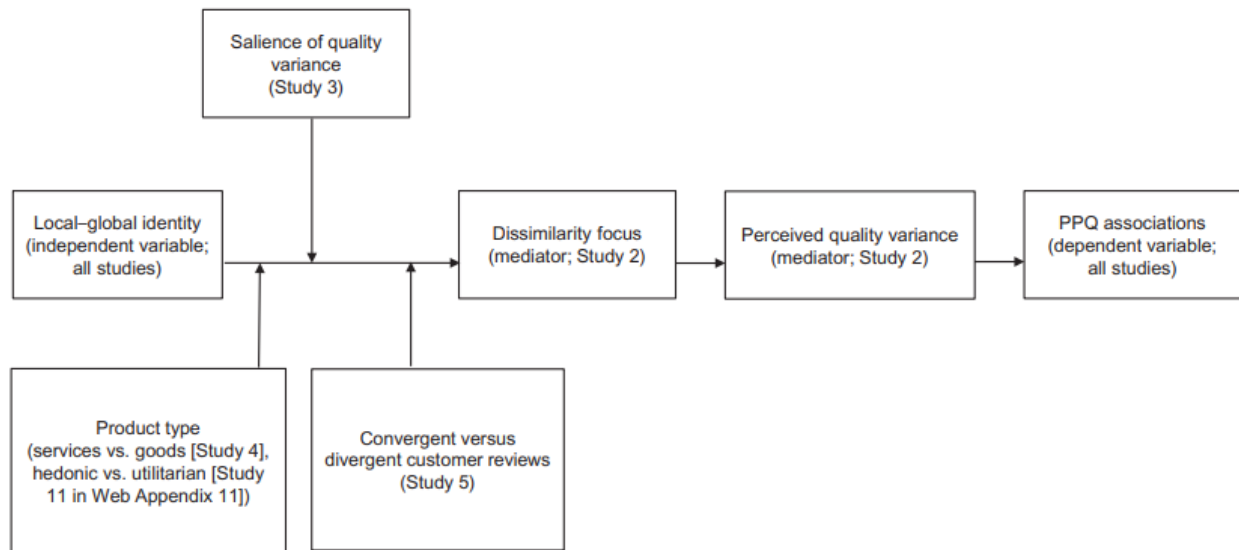 Salience of quality
variance
(Study 3)
Local–global identity
(independent variable;
all studies)
Dissimilarity focus
(mediator; Study 2)
Perceived quality variance
(mediator; Study 2)
PPQ associations
(dependent variable;
all studies)
Product type
(services vs. goods [Study 4],
hedonic vs. utilitarian [Study
11 in Web Appendix 11])
Convergent versus
divergent customer reviews
(Study 5)